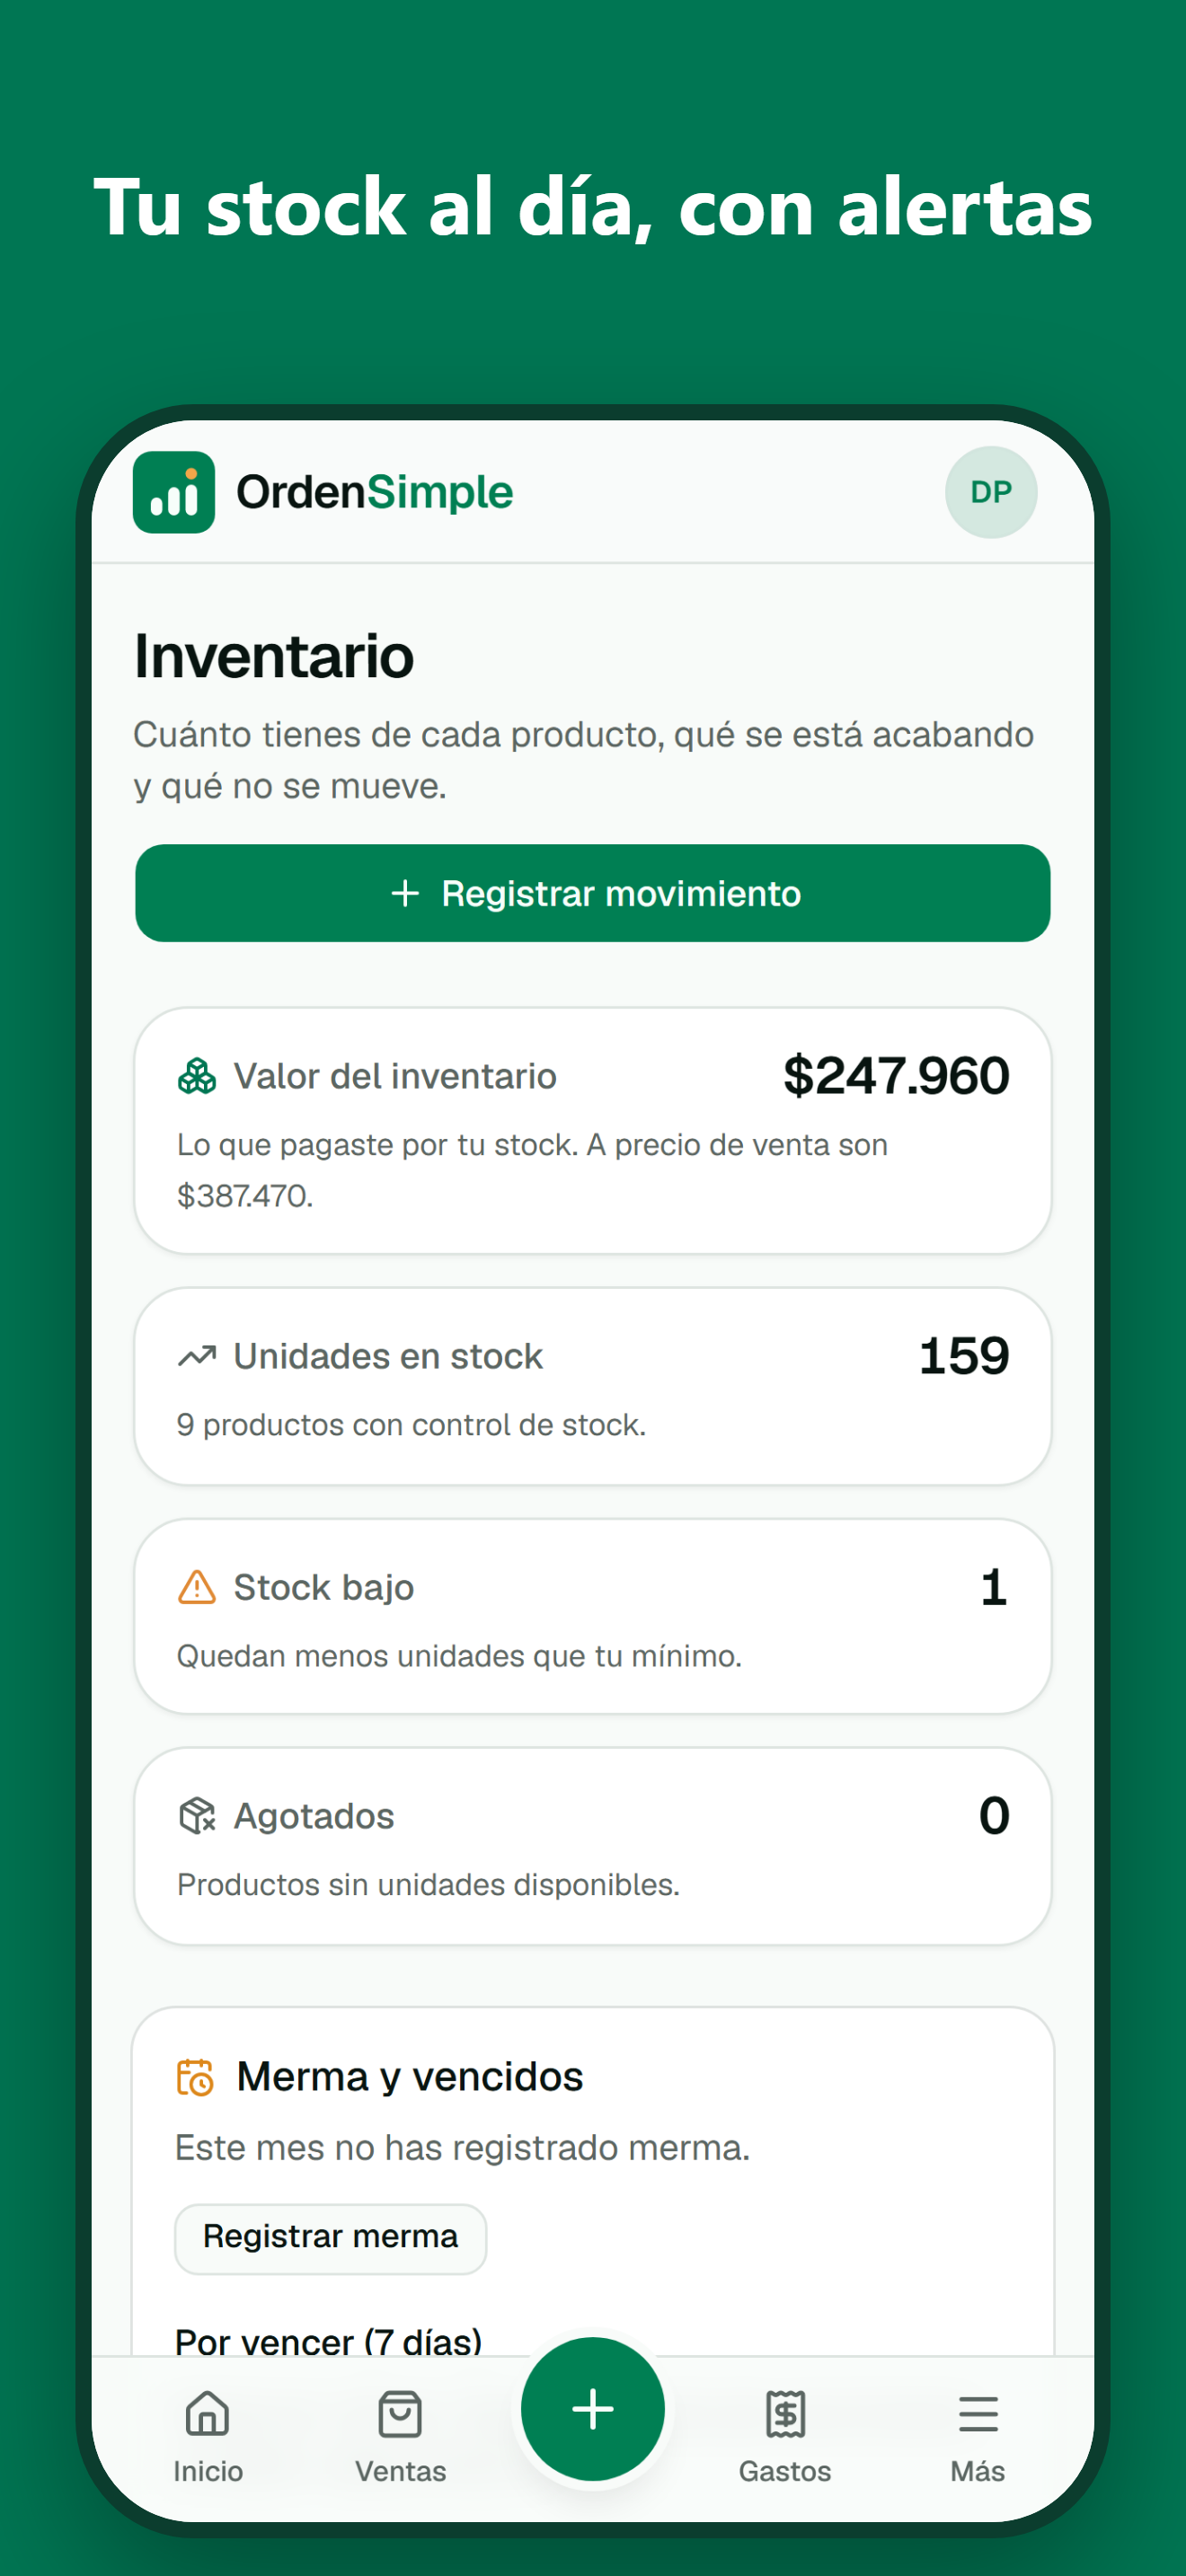 Tu stock al día, con alertas
OrdenSimple
DP
Inventario
Cuánto tienes de cada producto, qué se está acabando
y qué no se mueve.
+ Registrar movimiento
Valor del inventario $247.960
Lo que pagaste por tu stock. A precio de venta son
$387.470.
Unidades en stock 159
9 productos con control de stock.
Stock bajo 1
Quedan menos unidades que tu mínimo.
Agotados 0
Productos sin unidades disponibles.
Merma y vencidos
Este mes no has registrado merma.
Registrar merma
Por vencer (7 días)
Inicio Ventas + Gastos Más